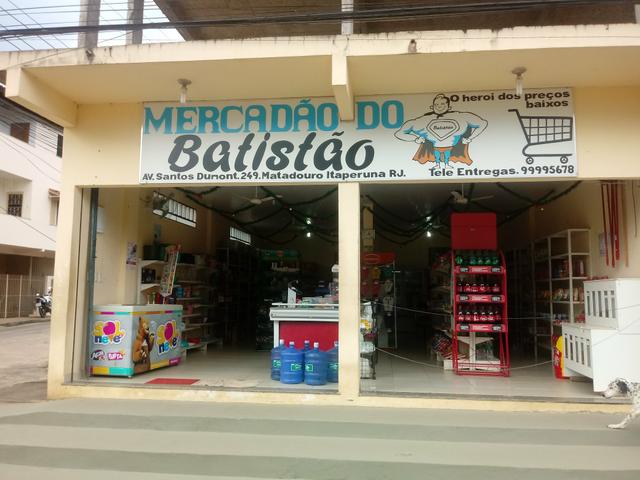 MERCADÃO DO
Batistão
O heroi dos preços
baixos
Batistão
AV. Santos Dumont.249.Matadouro Itaperuna RJ.
Tele Entregas. 99995678
SOL
neve
SOL
neve